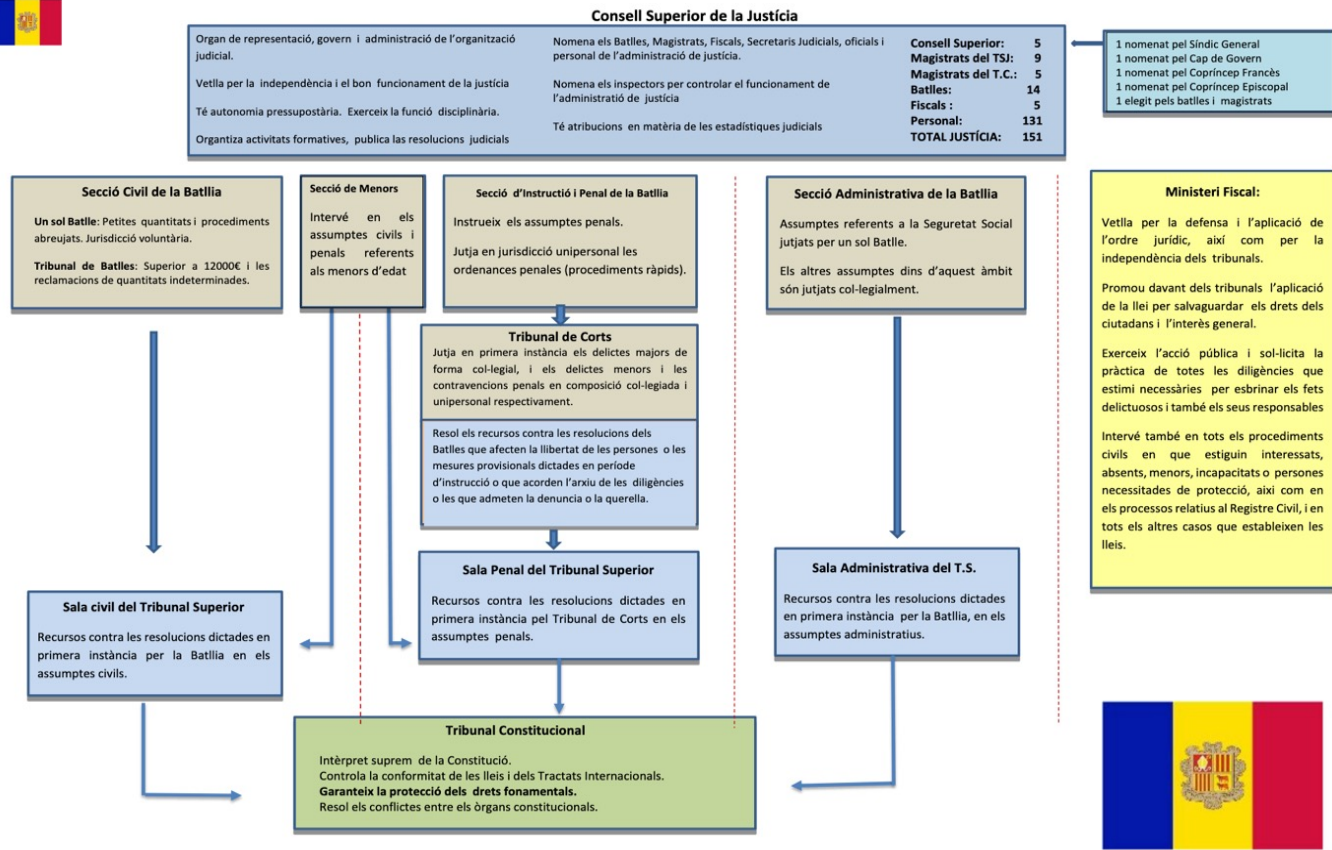 Consell Superior de la Justícia
Organ de representació, govern i administració de l'organització
judicial.
Vetlla per la independència i el bon funcionament de la justícia
Té autonomia pressupostària. Exerceix la funció disciplinària.
Organiza activitats formatives, publica las resolucions judicials
Nomena els Batlles, Magistrats, Fiscals, Secretaris Judicials, oficials i
personal de l'administració de justícia.
Nomena els inspectors per controlar el funcionament de
l'administratió de justícia
Té atribucions en matèria de les estadístiques judicials
Consell Superior: 5
Magistrats del TSJ: 9
Magistrats del T.C.: 5
Batlles: 14
Fiscals : 5
Personal: 131
TOTAL JUSTÍCIA: 151
1 nomenat pel Síndic General
1 nomenat pel Cap de Govern
1 nomenat pel Copríncep Francès
1 nomenat pel Copríncep Episcopal
1 elegit pels batlles i magistrats
Secció Civil de la Batllia
Un sol Batlle: Petites quantitats i procediments
abreujats. Jurisdicció voluntària.
Tribunal de Batlles: Superior a 12000€ i les
reclamacions de quantitats indeterminades.
Secció de Menors
Intervé en els
assumptes civils i
penals referents
als menors d'edat
Secció d'Instructió i Penal de la Batllia
Instrueix els assumptes penals.
Jutja en jurisdicció unipersonal les
ordenances penales (procediments ràpids).
Secció Administrativa de la Batllia
Assumptes referents a la Seguretat Social
jutjats per un sol Batlle.
Els altres assumptes dins d'aquest àmbit
són jutjats col-legialment.
Ministeri Fiscal:
Vetlla per la defensa i l'aplicació de
l'ordre jurídic, així com per la
independència dels tribunals.
Promou davant dels tribunals l'aplicació
de la llei per salvaguardar els drets dels
ciutadans i l'interès general.
Exerceix l'acció pública i sol-licita la
pràctica de totes les diligències que
estimi necessàries per esbrinar els fets
delictuosos i també els seus responsables
Intervé també en tots els procediments
civils en que estiguin interessats,
absents, menors, incapacitats o persones
necessitades de protecció, aixi com en
els processos relatius al Registre Civil, i en
tots els altres casos que estableixen les
lleis.
Tribunal de Corts
Jutja en primera instància els delictes majors de
forma col-legial, i els delictes menors i les
contravencions penals en composició col-legiada i
unipersonal respectivament.
Resol els recursos contra les resolucions dels
Batlles que afecten la llibertat de les persones o les
mesures provisionals dictades en període
d'instrucció o que acorden l'arxiu de les diligències
o les que admeten la denuncia o la querella.
Sala civil del Tribunal Superior
Recursos contra les resolucions dictades en
primera instància per la Batllia en els
assumptes civils.
Sala Penal del Tribunal Superior
Recursos contra les resolucions dictades en
primera instància pel Tribunal de Corts en els
assumptes penals.
Sala Administrativa del T.S.
Recursos contra les resolucions dictades
en primera instància per la Batllia, en els
assumptes administratius.
Tribunal Constitucional
Intèrpret suprem de la Constitució.
Controla la conformitat de les lleis i dels Tractats Internacionals.
Garanteix la protecció dels drets fonamentals.
Resol els conflictes entre els òrgans constitucionals.